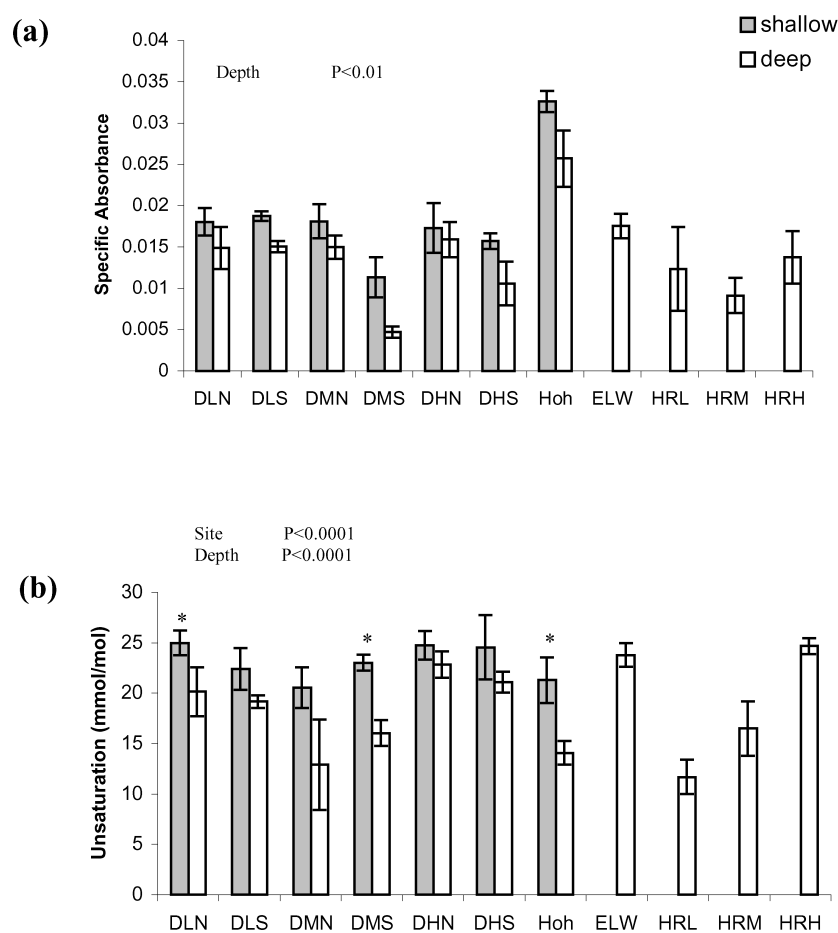 (a)
shallow
deep
Depth P<0.01
Specific Absorbance
0.04
0.035
0.03
0.025
0.02
0.015
0.01
0.005
0
DLN DLS DMN DMS DHN DHS Hoh ELW HRL HRM HRH
Site P<0.0001
Depth P<0.0001
(b)
Unsaturation (mmol/mol)
30
25
20
15
10
5
0
* * *
DLN DLS DMN DMS DHN DHS Hoh ELW HRL HRM HRH